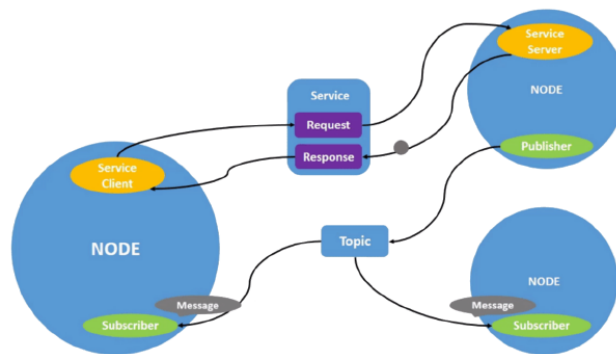 Service
Server
NODE
Publisher
Service
Request
Response
Service
Client
NODE
Topic
Message
Subscriber
NODE
Message
Subscriber